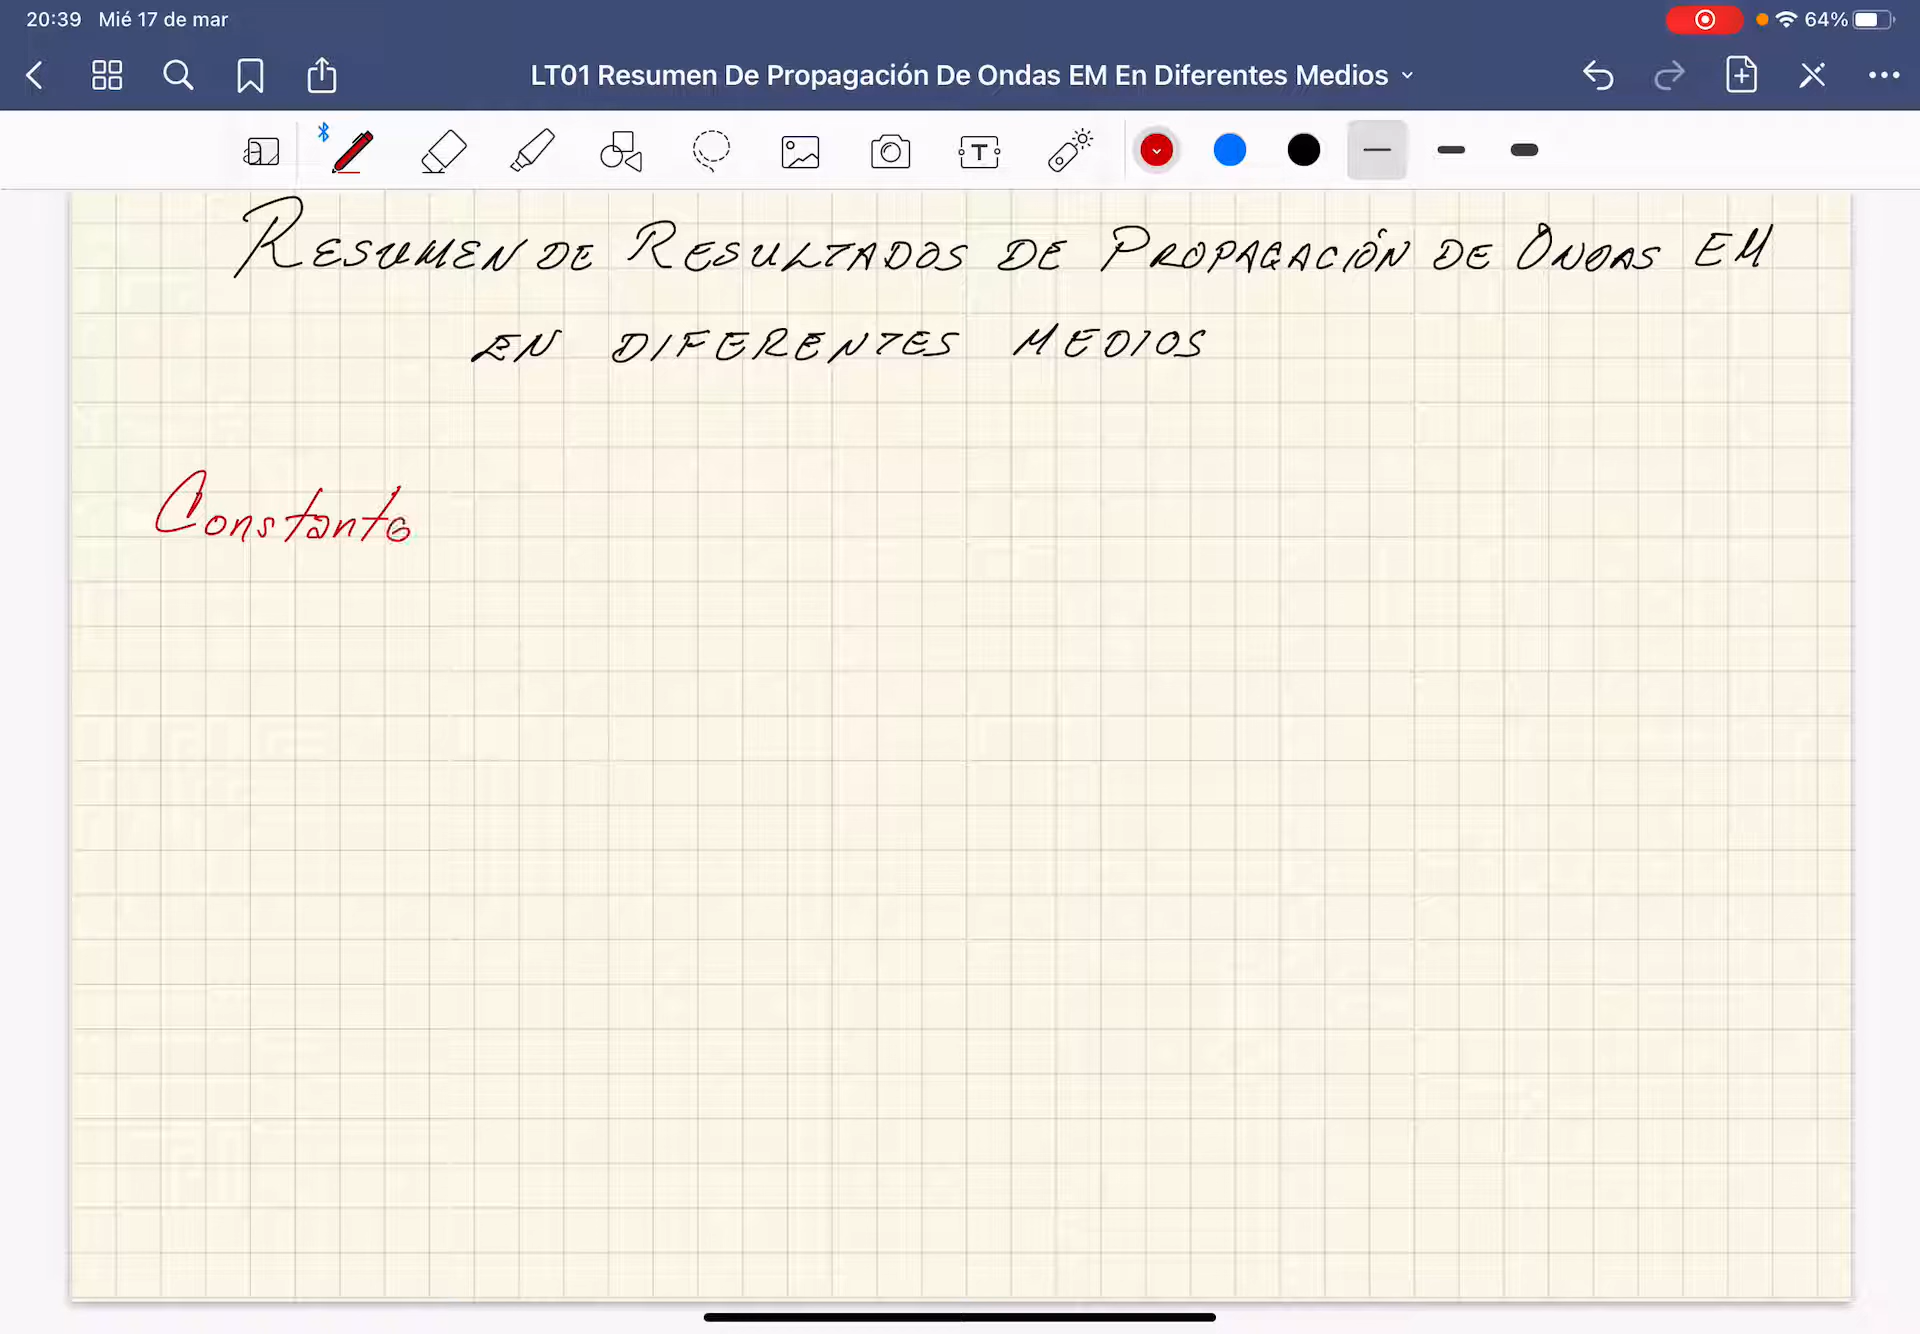 20:39 Mié 17 de mar 64%
LT01 Resumen De Propagación De Ondas EM En Diferentes Medios
T
RESUMEN DE RESULTADOS DE PROPAGACIÓN DE ONDAS EM
EN DIFERENTES MEDIOS
Constante